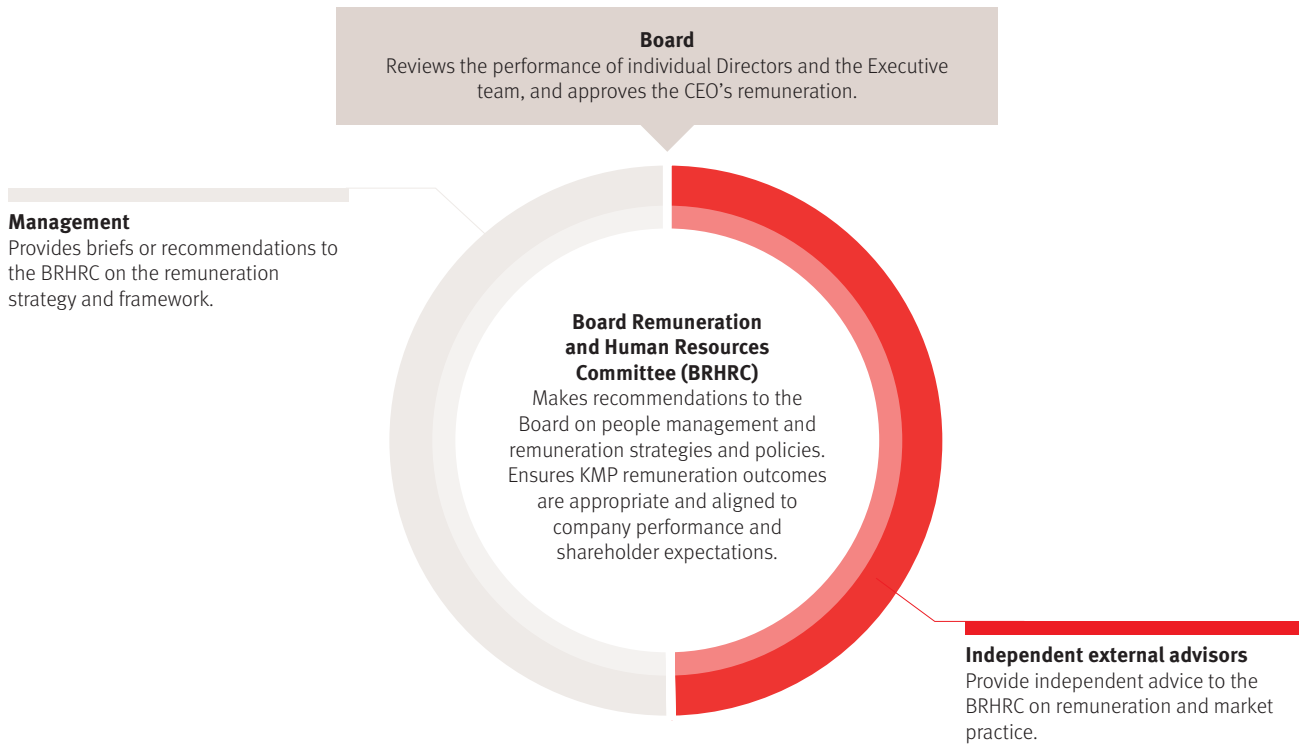 Board
Reviews the performance of individual Directors and the Executive
team, and approves the CEO’s remuneration.
Management
Provides briefs or recommendations to
the BRHRC on the remuneration
strategy and framework.
Board Remuneration
and Human Resources
Committee (BRHRC)
Makes recommendations to the
Board on people management and
remuneration strategies and policies.
Ensures KMP remuneration outcomes
are appropriate and aligned to
company performance and
shareholder expectations.
Independent external advisors
Provide independent advice to the
BRHRC on remuneration and market
practice.